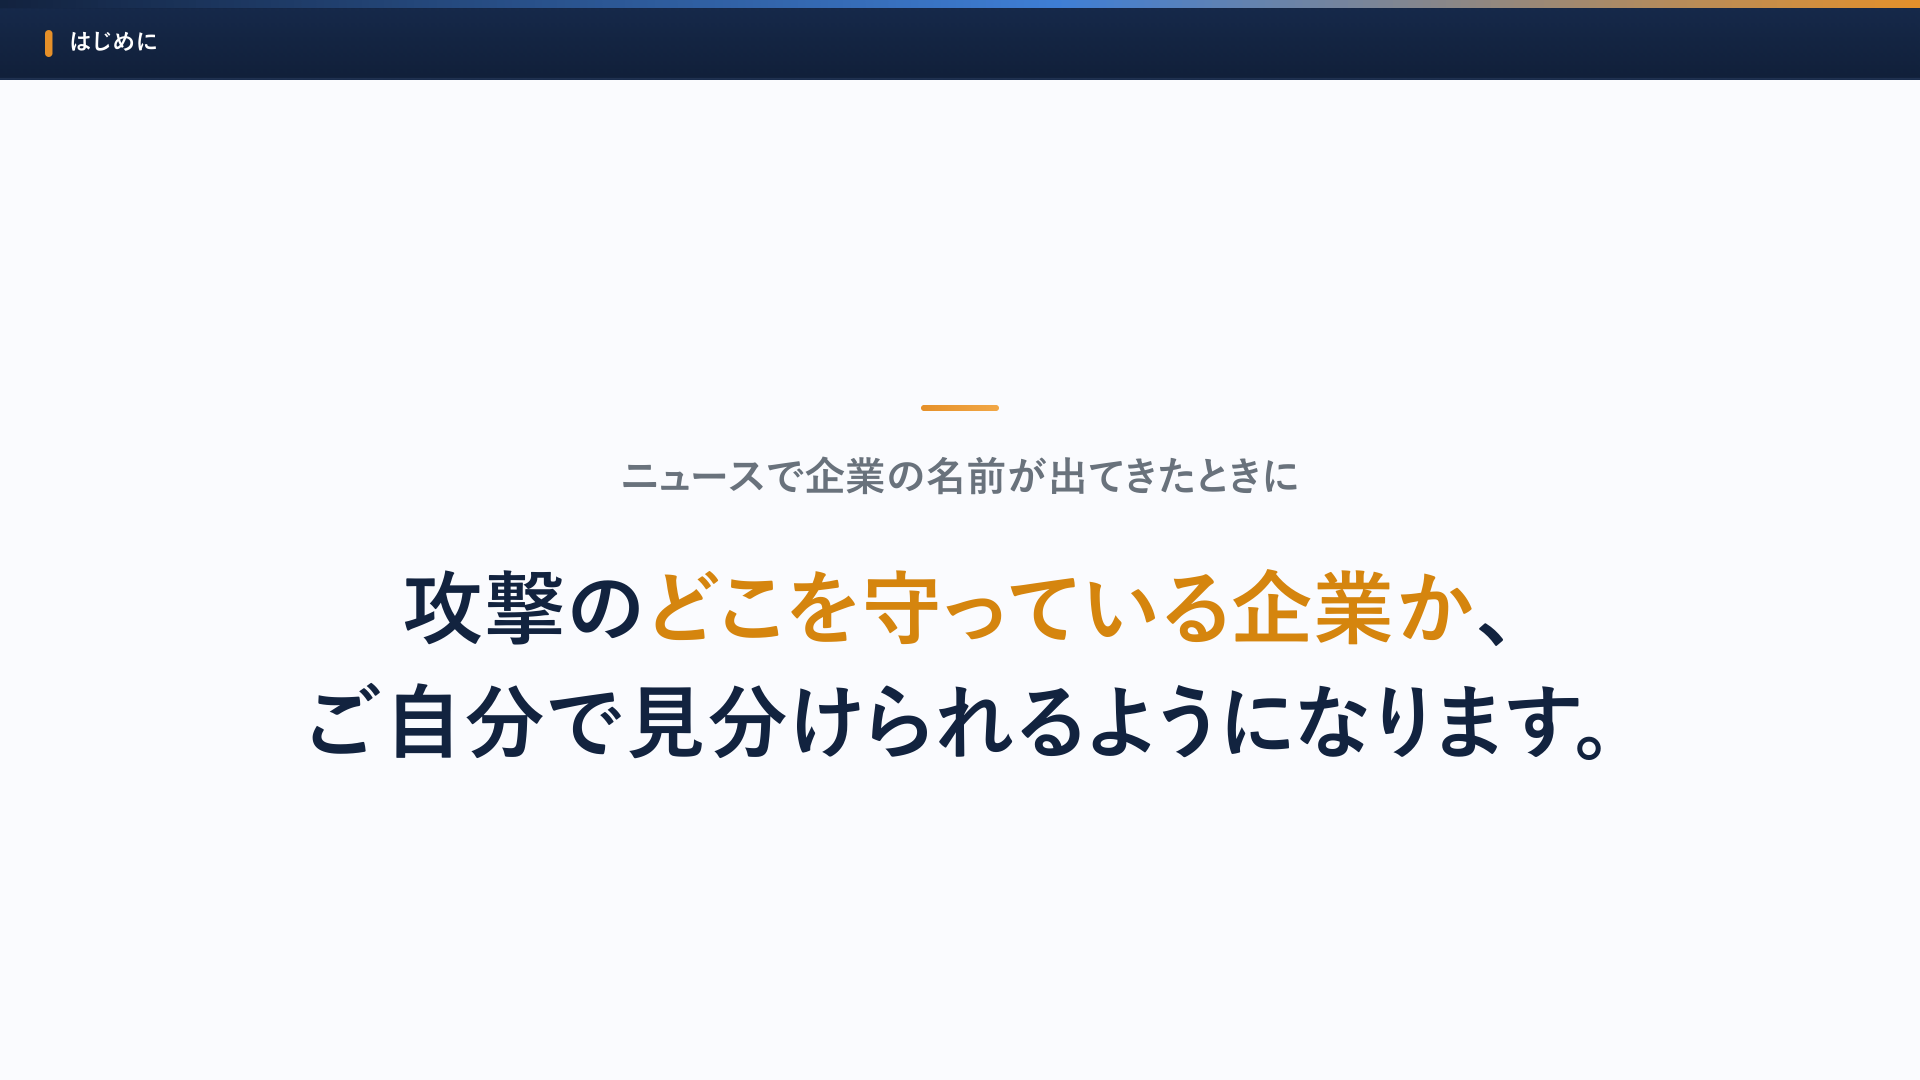 はじめに
ニュースで企業の名前が出てきたときに
攻撃のどこを守っている企業か、
ご自分で見分けられるようになります。